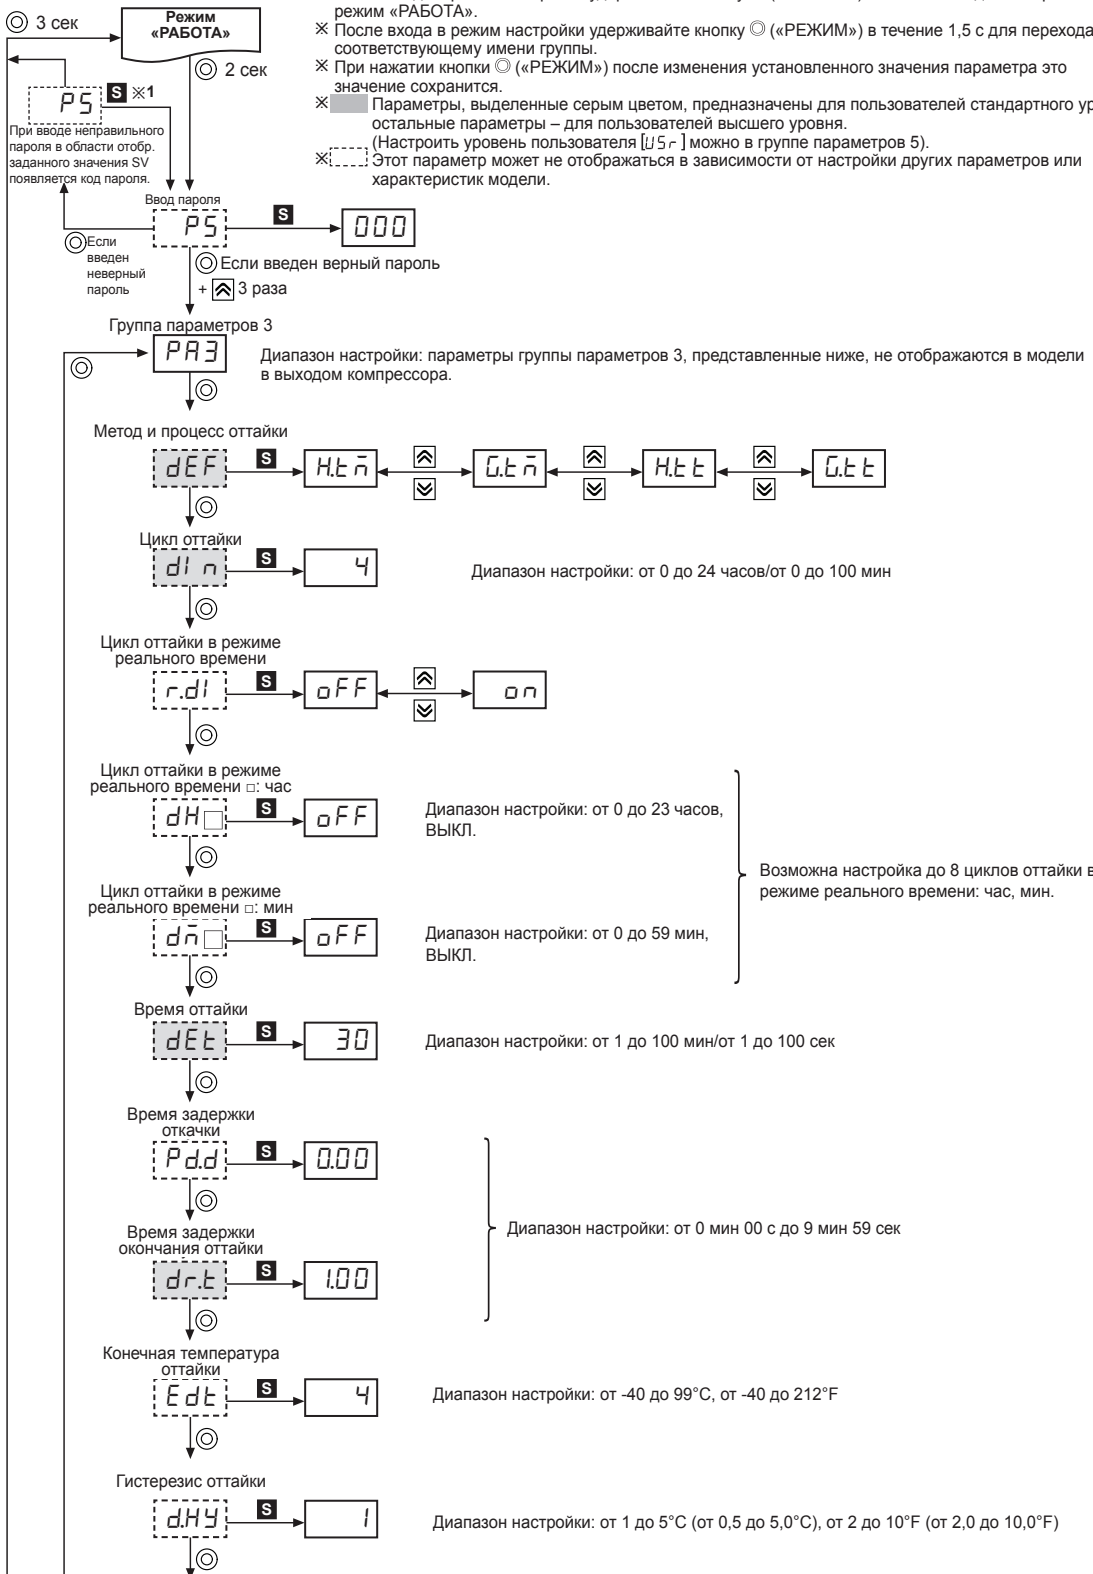 режим «РАБОТА».
◎ 3 сек
Режим
«РАБОТА»
※ После входа в режим настройки удерживайте кнопку ◎ («РЕЖИМ») в течение 1,5 с для перехода
соответствующему имени группы.
※ При нажатии кнопки ◎ («РЕЖИМ») после изменения установленного значения параметра это
значение сохранится.
※ Параметры, выделенные серым цветом, предназначены для пользователей стандартного
остальные параметры – для пользователей высшего уровня.
(Настроить уровень пользователя [USr] можно в группе параметров 5).
※ Этот параметр может не отображаться в зависимости от настройки других параметров или
характеристик модели.
◎ 2 сек
PS S ※1
При вводе неправильного
пароля в области отобр.
заданного значения SV
появляется код пароля.
Ввод пароля
PS S 000
◎ Если
введен
неверный
пароль
◎ Если введен верный пароль
+ 3 раза
Группа параметров 3
PA3
Диапазон настройки: параметры группы параметров 3, представленные ниже, не отображаются в модели
в выходом компрессора.
Метод и процесс оттайки
dEF S H.tm G.tm H.tt G.tt
Цикл оттайки
dIn S 4 Диапазон настройки: от 0 до 24 часов/от 0 до 100 мин
Цикл оттайки в режиме
реального времени
r.dI S oFF on
Цикл оттайки в режиме
реального времени □: час
dH□ S oFF
Диапазон настройки: от 0 до 23 часов,
ВЫКЛ.
Возможна настройка до 8 циклов оттайки в
режиме реального времени: час, мин.
Цикл оттайки в режиме
реального времени □: мин
dm□ S oFF
Диапазон настройки: от 0 до 59 мин,
ВЫКЛ.
Время оттайки
dEt S 30 Диапазон настройки: от 1 до 100 мин/от 1 до 100 сек
Время задержки
откачки
Pd.d S 0.00
Диапазон настройки: от 0 мин 00 с до 9 мин 59 сек
Время задержки
окончания оттайки
dr.t S 1.00
Конечная температура
оттайки
Edt S 4 Диапазон настройки: от -40 до 99°C, от -40 до 212°F
Гистерезис оттайки
d.HY S 1 Диапазон настройки: от 1 до 5°C (от 0,5 до 5,0°C), от 2 до 10°F (от 2,0 до 10,0°F)